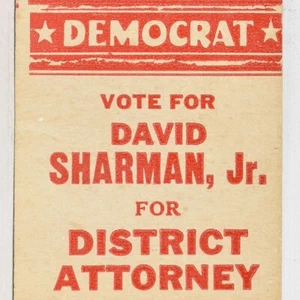 ★ DEMOCRAT ★
VOTE FOR
DAVID
SHARMAN, Jr.
FOR
DISTRICT
ATTORNEY